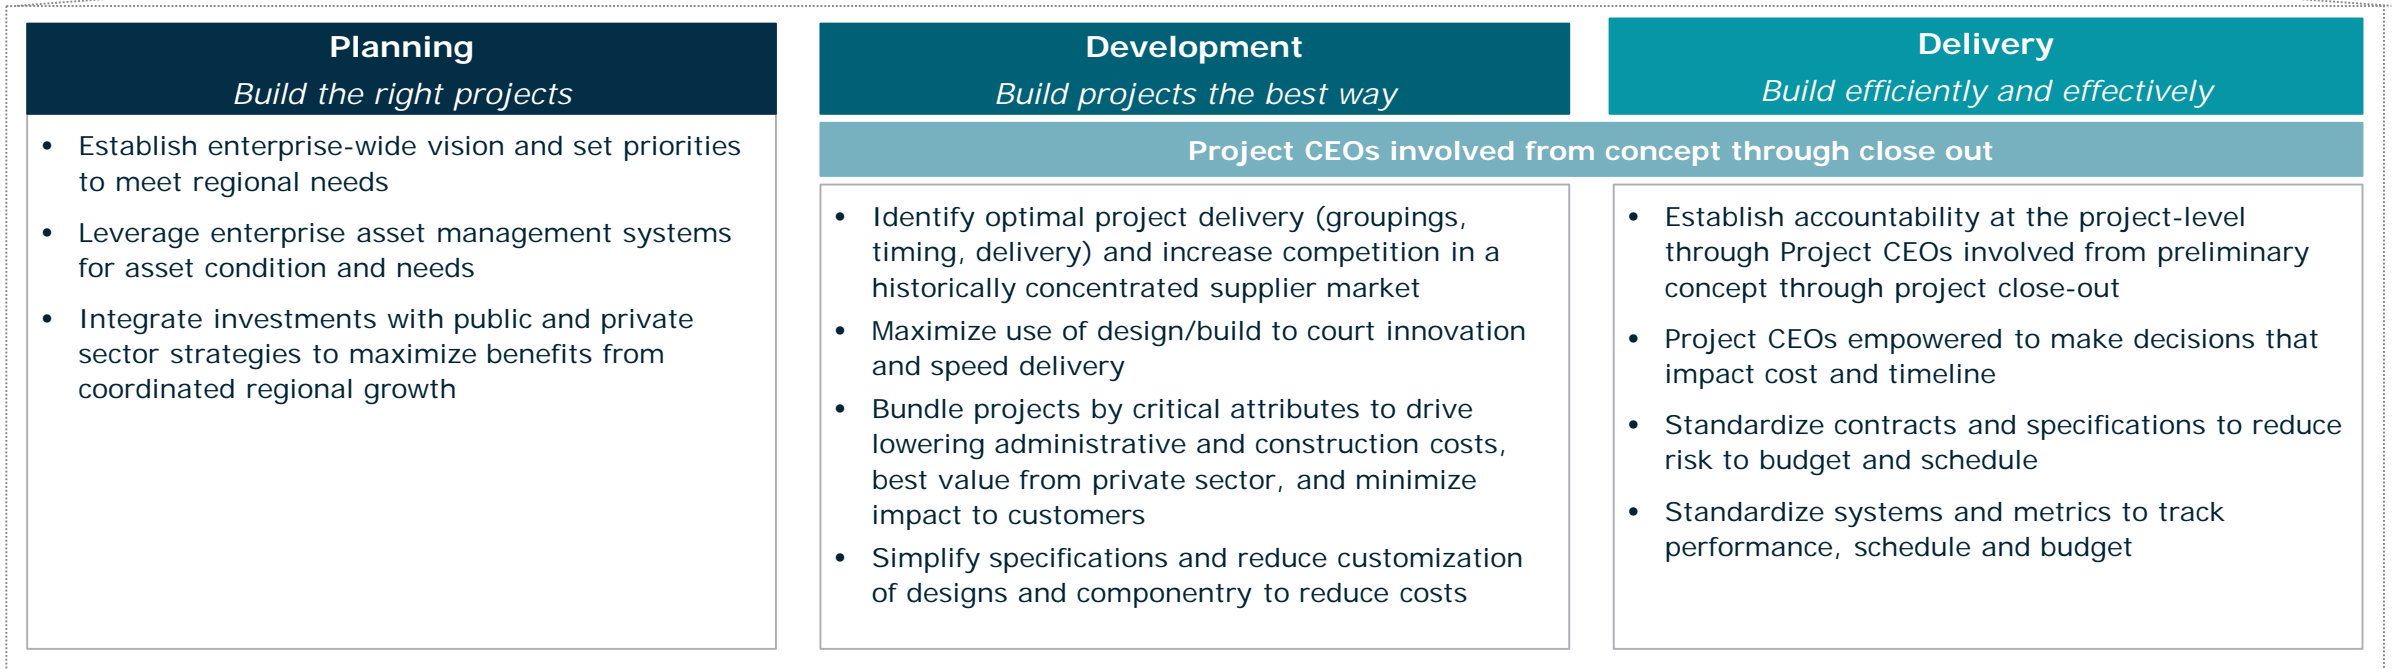 Planning
Build the right projects
• Establish enterprise-wide vision and set priorities
to meet regional needs
• Leverage enterprise asset management systems
for asset condition and needs
• Integrate investments with public and private
sector strategies to maximize benefits from
coordinated regional growth
Development
Build projects the best way
Delivery
Build efficiently and effectively
Project CEOs involved from concept through close out
• Identify optimal project delivery (groupings,
timing, delivery) and increase competition in a
historically concentrated supplier market
• Maximize use of design/build to court innovation
and speed delivery
• Bundle projects by critical attributes to drive
lowering administrative and construction costs,
best value from private sector, and minimize
impact to customers
• Simplify specifications and reduce customization
of designs and componentry to reduce costs
• Establish accountability at the project-level
through Project CEOs involved from preliminary
concept through project close-out
• Project CEOs empowered to make decisions that
impact cost and timeline
• Standardize contracts and specifications to reduce
risk to budget and schedule
• Standardize systems and metrics to track
performance, schedule and budget